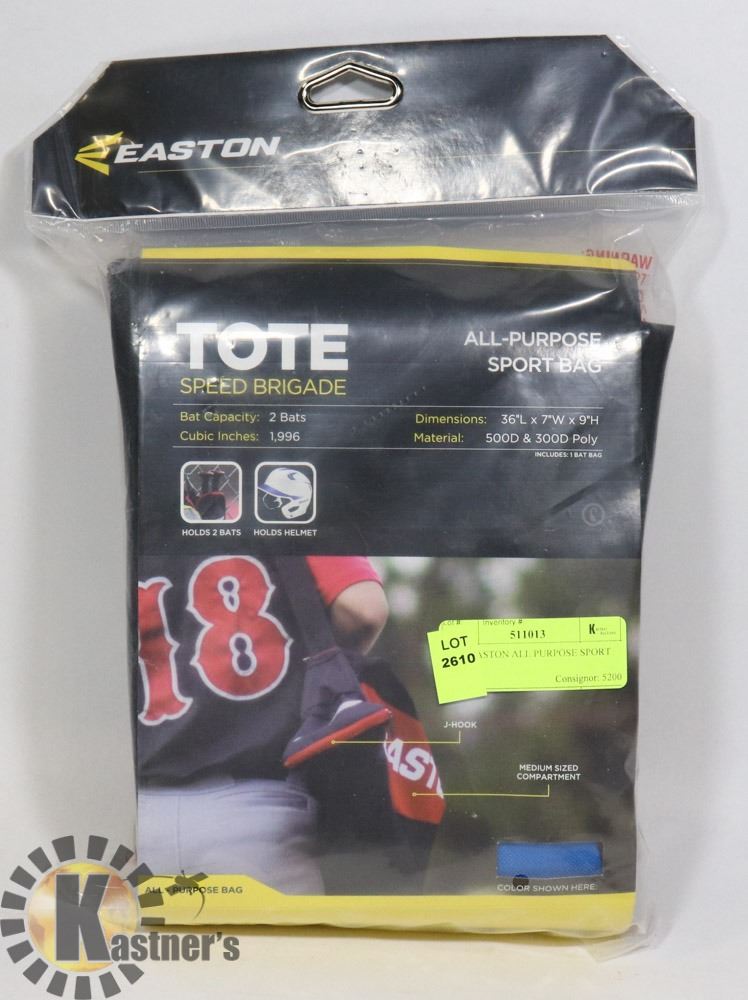 EASTON
WARNING:
TOTE
SPEED BRIGADE
ALL-PURPOSE
SPORT BAG
Bat Capacity: 2 Bats
Cubic Inches: 1,996
Dimensions: 36"L x 7"W x 9"H
Material: 500D & 300D Poly
INCLUDES: 1 BAT BAG
HOLDS 2 BATS
HOLDS HELMET
18
Inventory #
511013
LOT
2610
ASTON ALL PURPOSE SPORT
Consignor: 5200
J-HOOK
EASTO
MEDIUM SIZED
COMPARTMENT
COLOR SHOWN HERE:
ALL - PURPOSE BAG
Kastner's